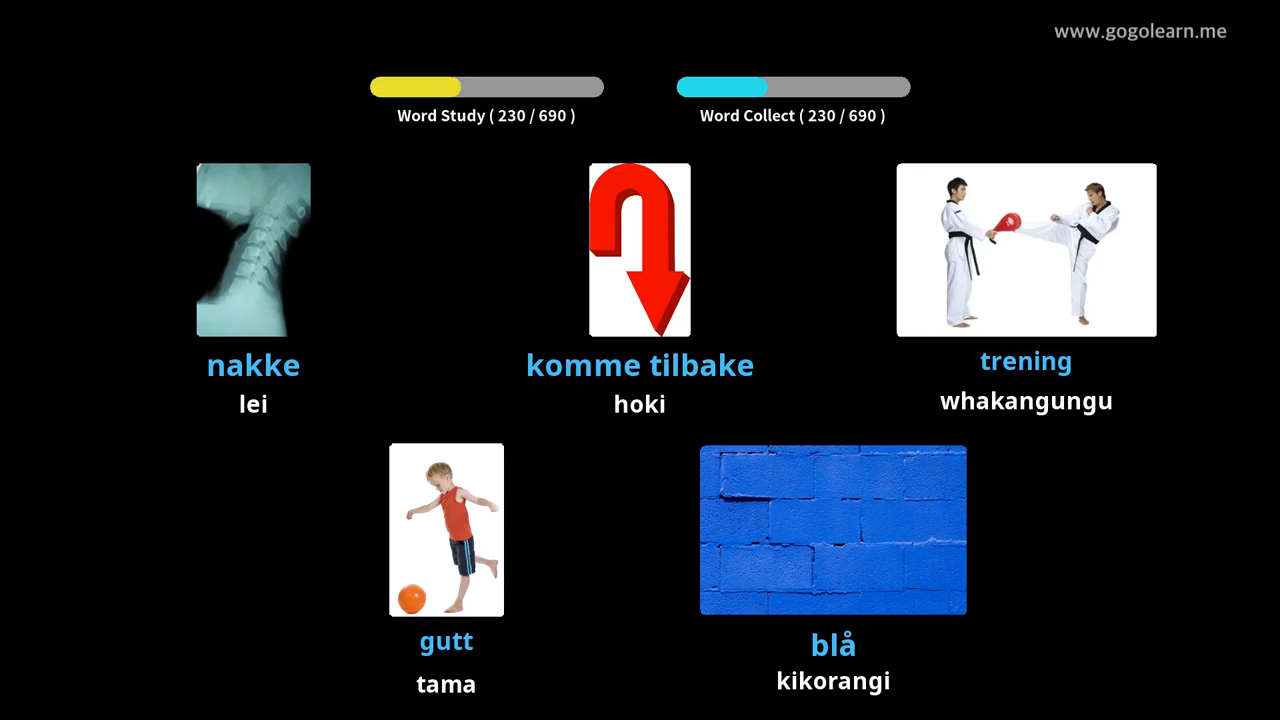 www.gogolearn.me
Word Study ( 230 / 690 )
Word Collect ( 230 / 690 )
nakke
lei
komme tilbake
hoki
trening
whakangungu
gutt
tama
blå
kikorangi